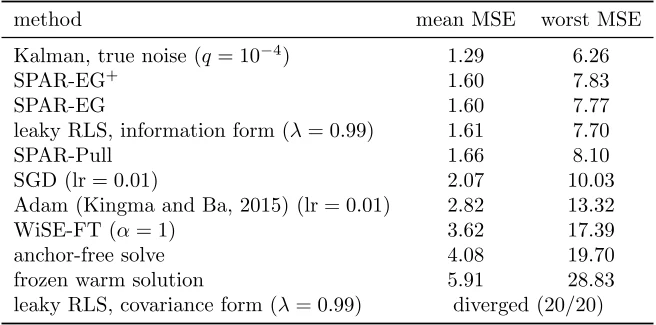 method mean MSE worst MSE
Kalman, true noise (q = 10⁻⁴) 1.29 6.26
SPAR-EG⁺ 1.60 7.83
SPAR-EG 1.60 7.77
leaky RLS, information form (λ = 0.99) 1.61 7.70
SPAR-Pull 1.66 8.10
SGD (lr = 0.01) 2.07 10.03
Adam (Kingma and Ba, 2015) (lr = 0.01) 2.82 13.32
WiSE-FT (α = 1) 3.62 17.39
anchor-free solve 4.08 19.70
frozen warm solution 5.91 28.83
leaky RLS, covariance form (λ = 0.99) diverged (20/20)